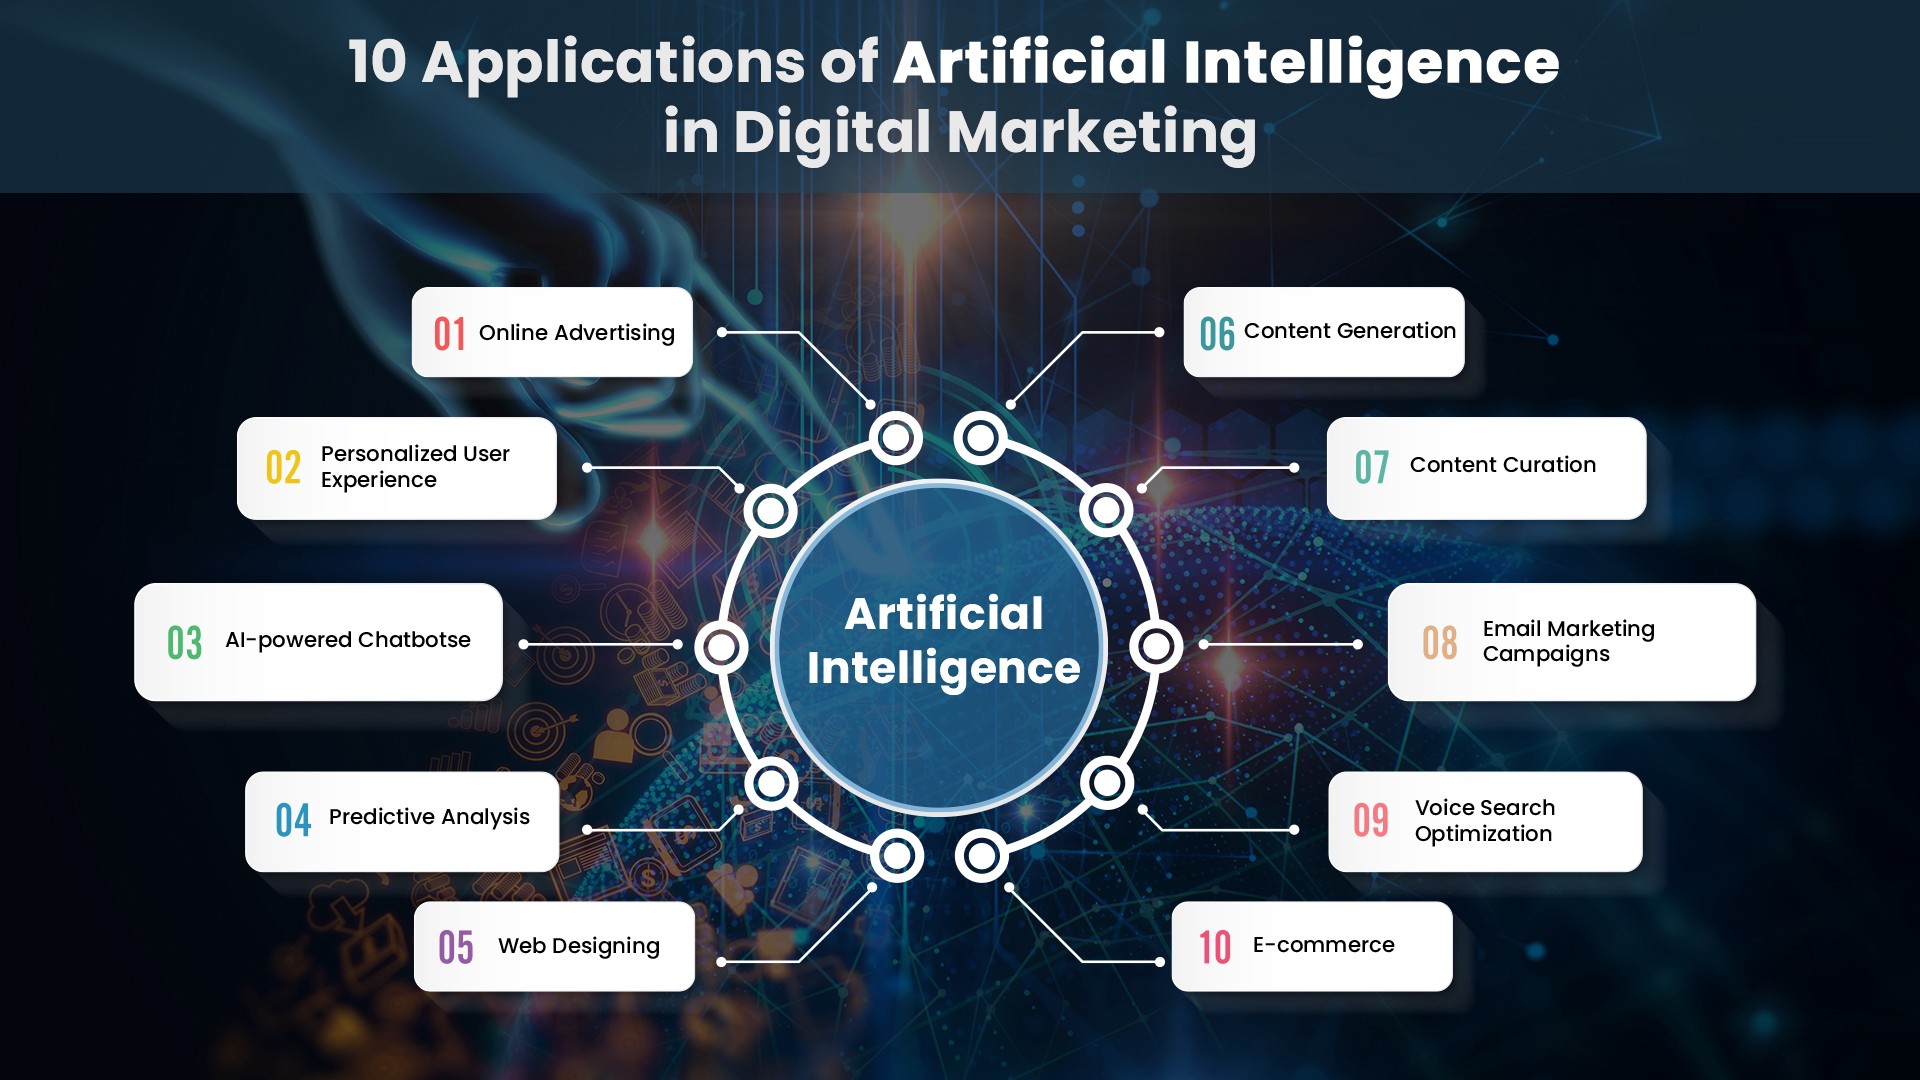 10 Applications of Artificial Intelligence
in Digital Marketing
01 Online Advertising
02 Personalized User
Experience
03 AI-powered Chatbotse
04 Predictive Analysis
05 Web Designing
Artificial
Intelligence
06 Content Generation
07 Content Curation
08 Email Marketing
Campaigns
09 Voice Search
Optimization
10 E-commerce